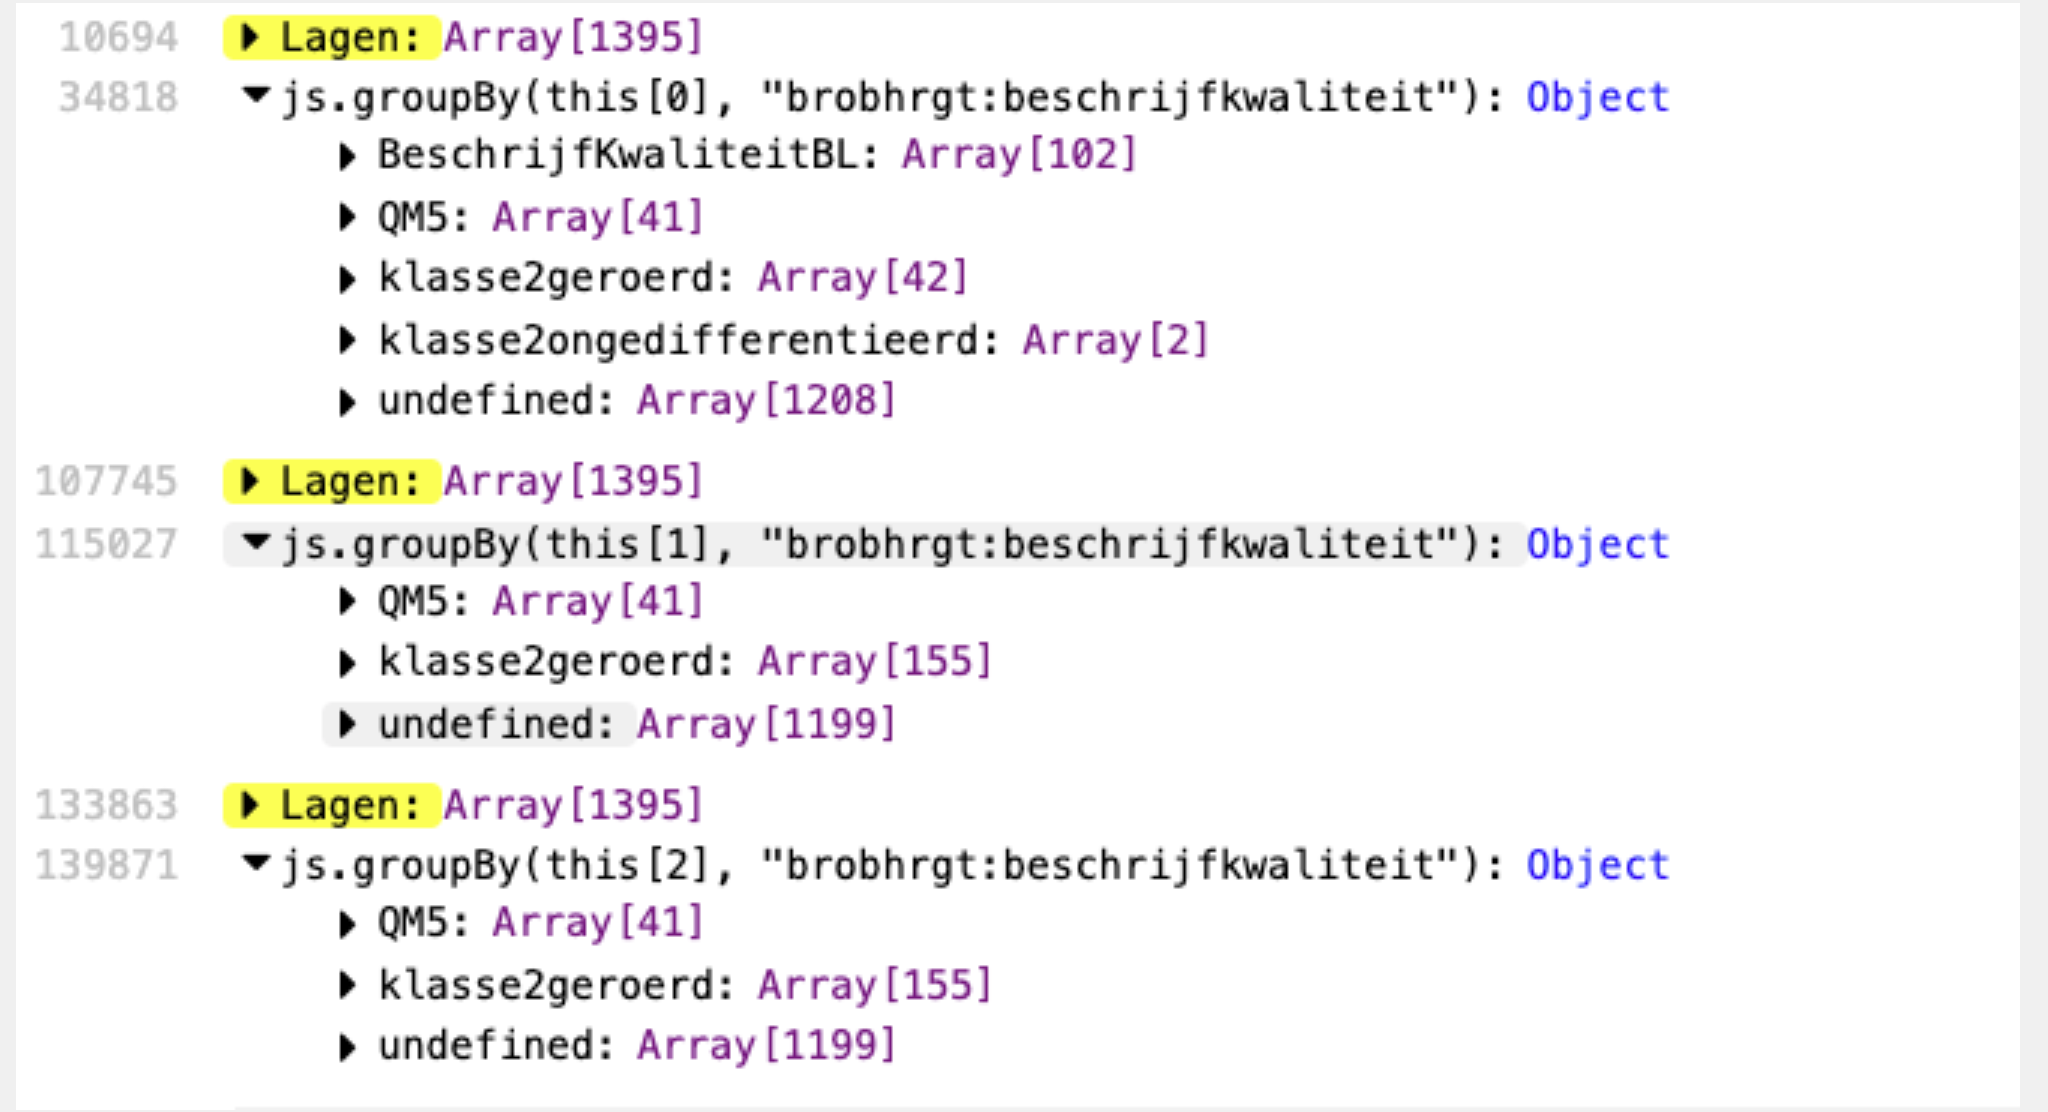 10694 Lagen: Array[1395]
34818 js.groupBy(this[0], "brobhrgt:beschrijfkwaliteit"): Object
BeschrijfKwaliteitBL: Array[102]
QM5: Array[41]
klasse2geroerd: Array[42]
klasse2ongedifferentieerd: Array[2]
undefined: Array[1208]
107745 Lagen: Array[1395]
115027 js.groupBy(this[1], "brobhrgt:beschrijfkwaliteit"): Object
QM5: Array[41]
klasse2geroerd: Array[155]
undefined: Array[1199]
133863 Lagen: Array[1395]
139871 js.groupBy(this[2], "brobhrgt:beschrijfkwaliteit"): Object
QM5: Array[41]
klasse2geroerd: Array[155]
undefined: Array[1199]